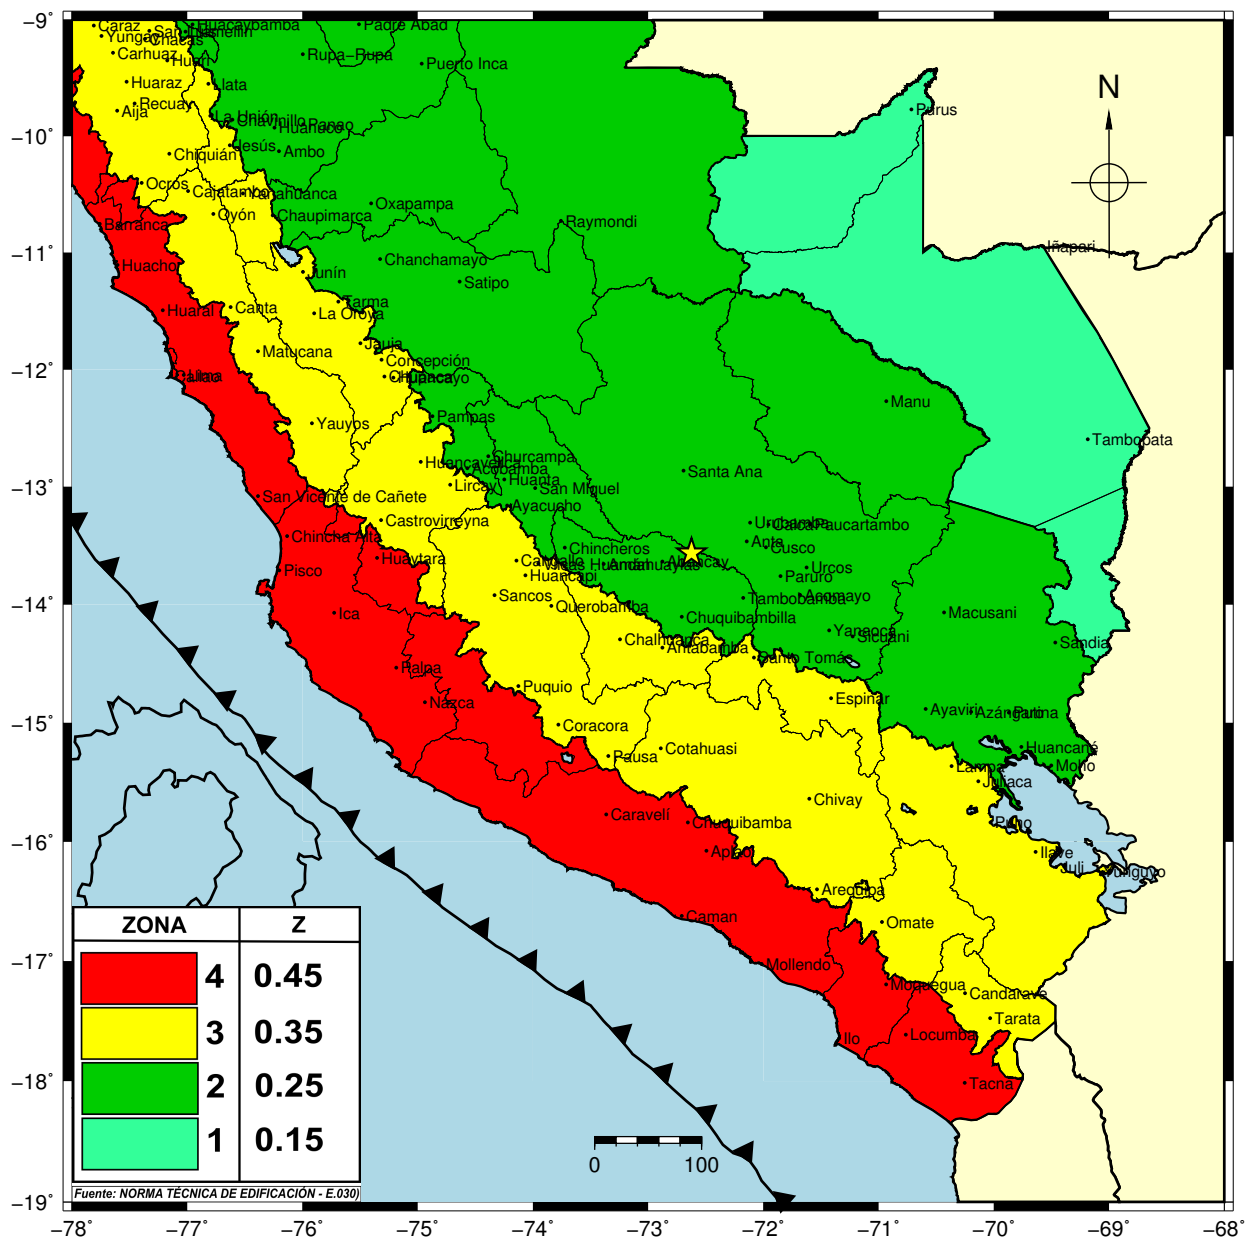 −9˚
−10˚
−11˚
−12˚
−13˚
−14˚
−15˚
−16˚
−17˚
−18˚
−19˚
−78˚
−77˚
−76˚
−75˚
−74˚
−73˚
−72˚
−71˚
−70˚
−69˚
−68˚
N
Caraz
Huacaybamba
Padre Abad
Yungay
Carhuaz
Rupa−Rupa
Puerto Inca
Huaraz
Llata
Recuay
Aija
La Unión
Chavinillo
Panao
Huánuco
Purus
Jesús
Ambo
Chiquián
Ocros
Cajatambo
Yanahuanca
Oxapampa
Oyón
Chaupimarca
Raymondi
Barranca
Iñapari
Huacho
Junín
Chanchamayo
Satipo
Huaral
Canta
Tarma
La Oroya
Matucana
Jauja
Concepción
Huancayo
Manu
Yauyos
Pampas
Tambopata
Churcampa
Huancavelica
Acobamba
Santa Ana
Lircay
Huanta
San Miguel
San Vicente de Cañete
Ayacucho
Castrovirreyna
Urubamba
Calca
Paucartambo
Chincha Alta
Anta
Cusco
Chincheros
Huaytara
Cangallo
Abancay
Andahuaylas
Pisco
Huancapi
Urcos
Paruro
Sancos
Querobamba
Tambobamba
Acomayo
Ica
Chuquibambilla
Macusani
Yanaoca
Sicuani
Chalhuanca
Antabamba
Sandia
Santo Tomás
Palpa
Puquio
Espinar
Nazca
Ayaviri
Azángaro
Putina
Coracora
Cotahuasi
Huancané
Pausa
Lampa
Moho
Juliaca
Chivay
Caravelí
Chuquibamba
Puno
Aplao
Ilave
Juli
Yunguyo
Arequipa
Caman
Omate
Mollendo
Moquegua
Candarave
Tarata
Ilo
Locumba
Tacna
ZONA Z
4 0.45
3 0.35
2 0.25
1 0.15
Fuente: NORMA TÉCNICA DE EDIFICACIÓN - E.030)
0 100